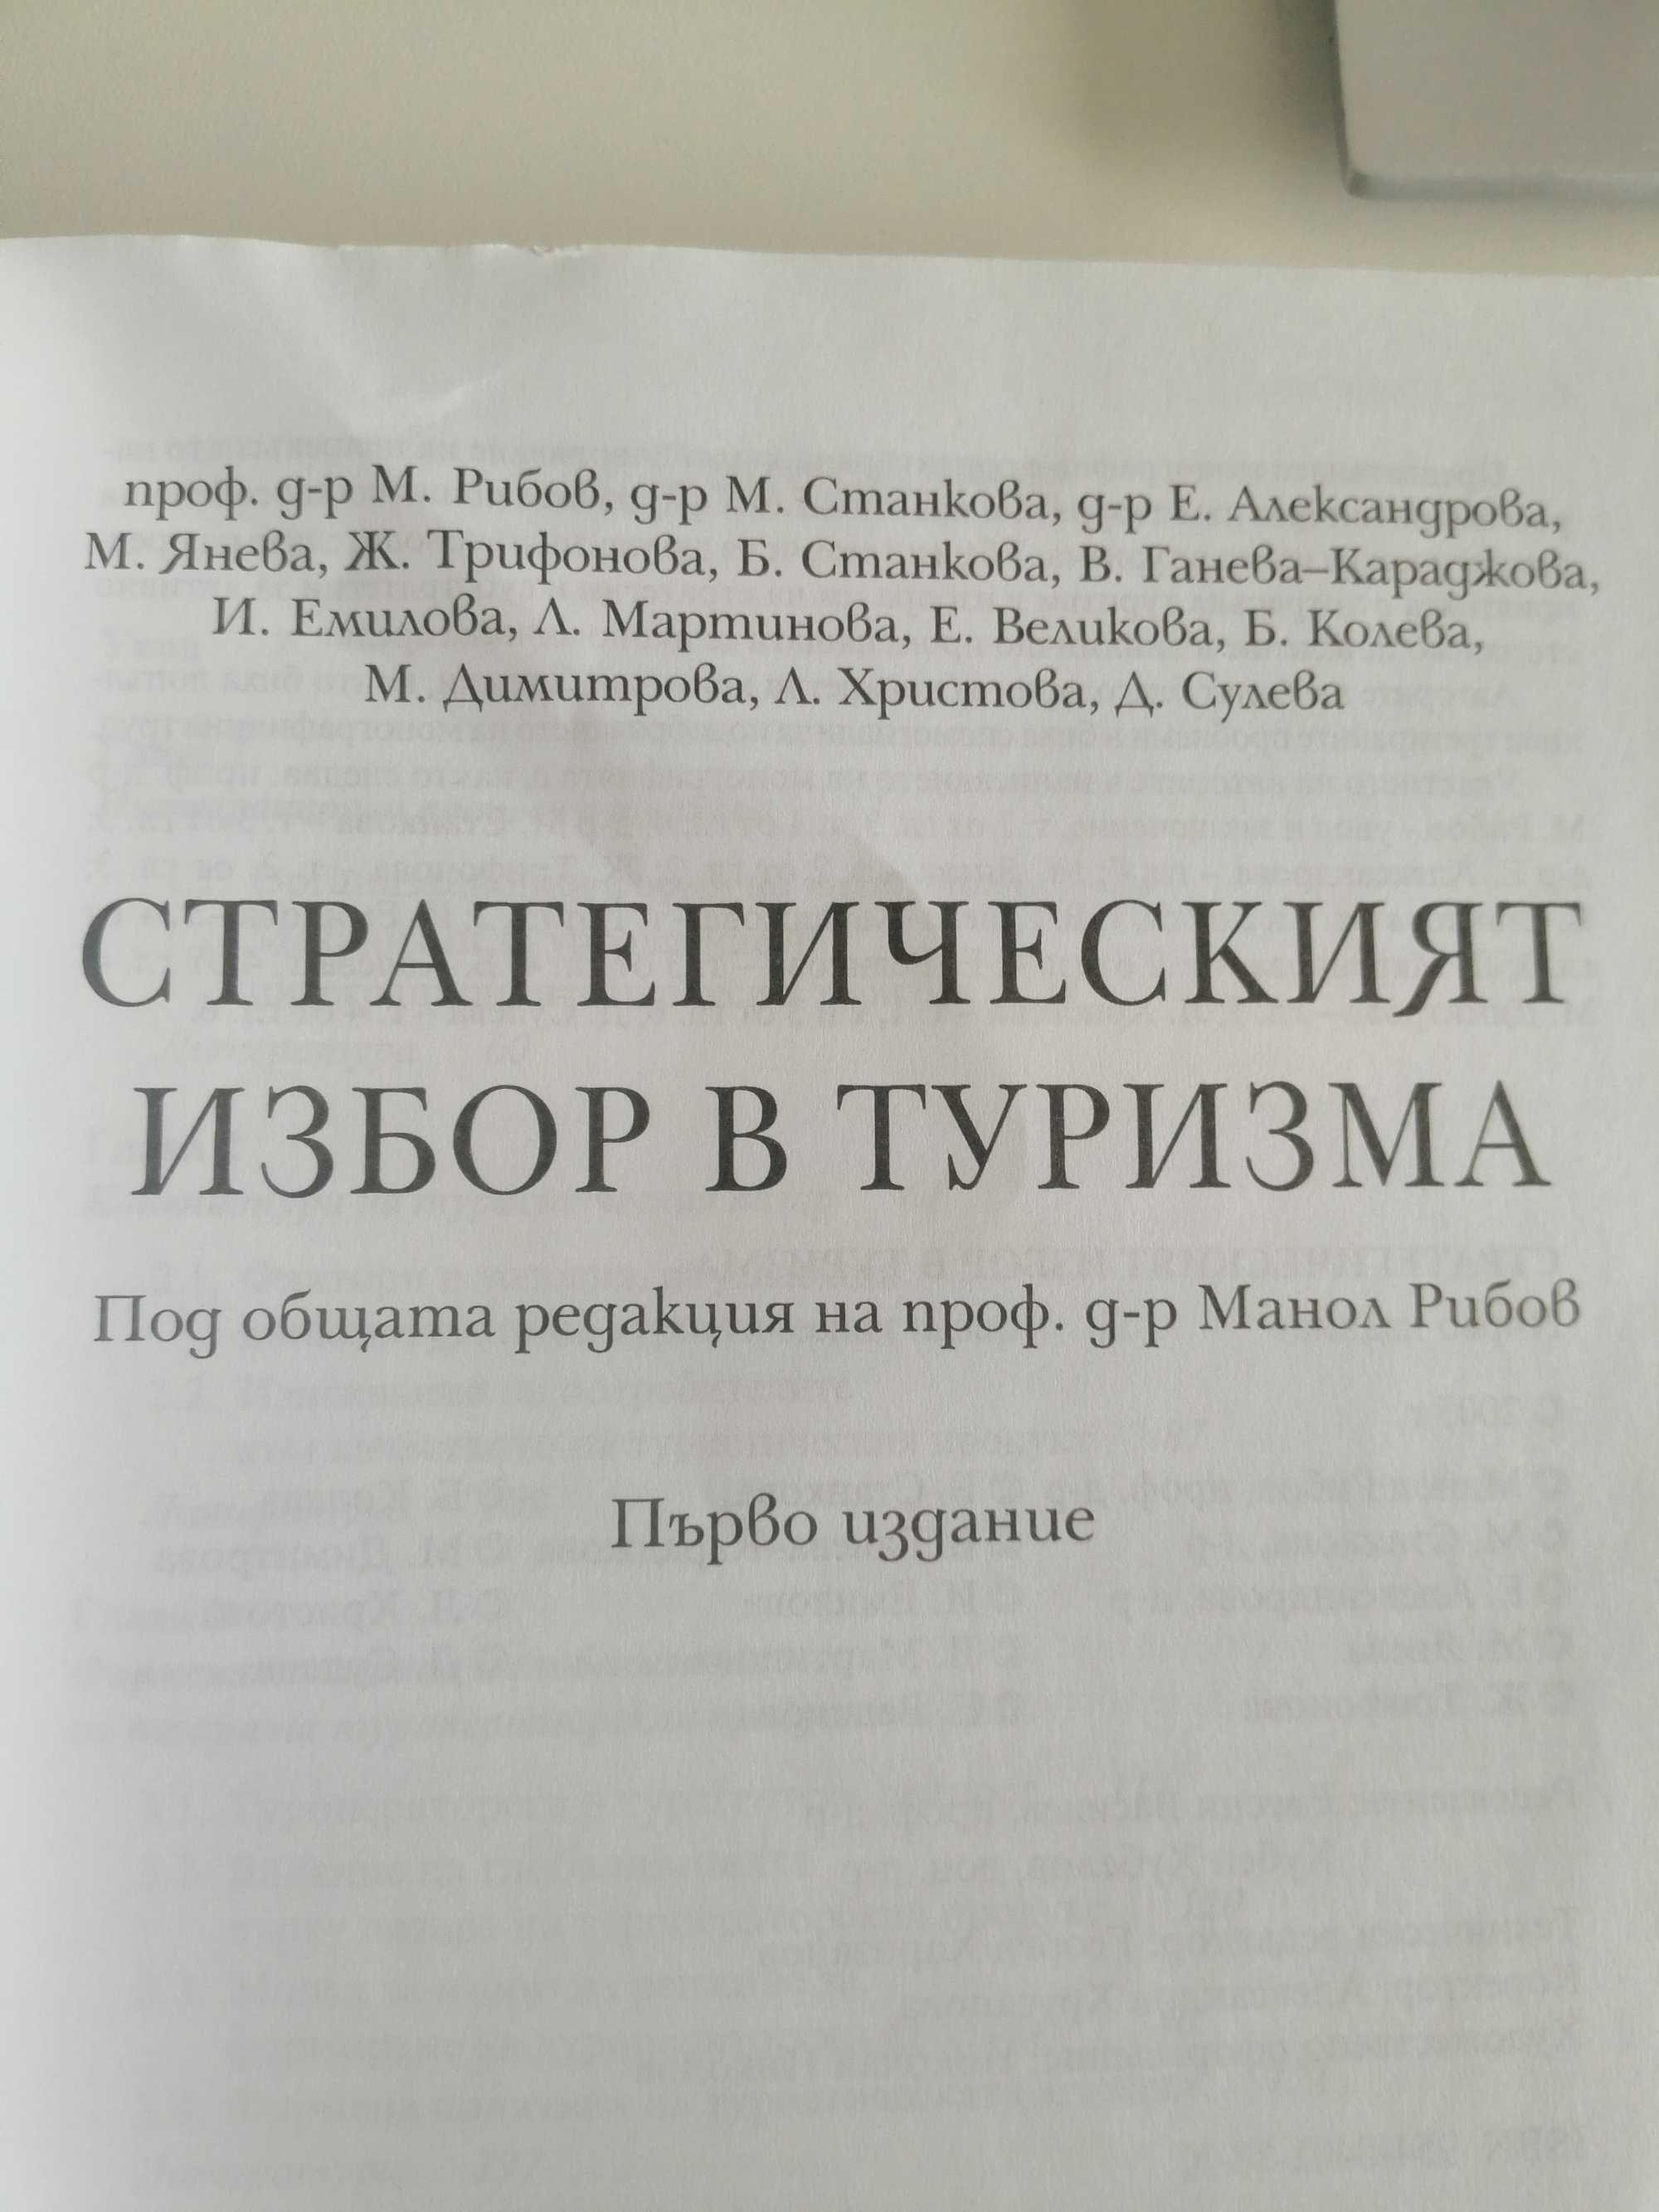 проф. д-р М. Рибов, д-р М. Станкова, д-р Е. Александрова,
М. Янева, Ж. Трифонова, Б. Станкова, В. Ганева–Караджова,
И. Емилова, Л. Мартинова, Е. Великова, Б. Колева,
М. Димитрова, Л. Христова, Д. Сулева
СТРАТЕГИЧЕСКИЯТ
ИЗБОР В ТУРИЗМА
Под общата редакция на проф. д-р Манол Рибов
Първо издание